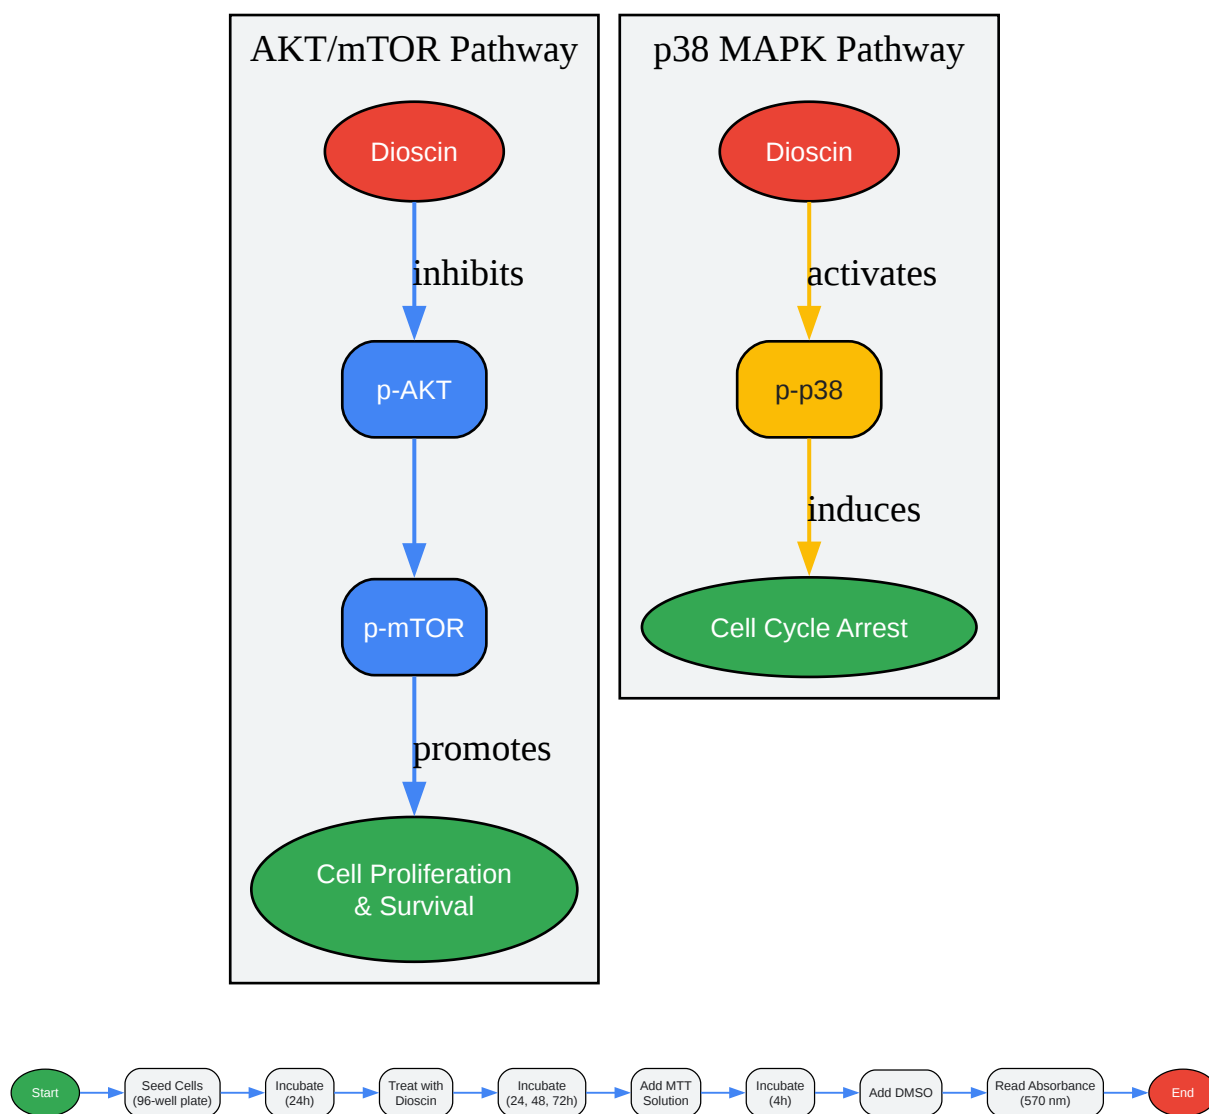 AKT/mTOR Pathway
Dioscin
inhibits
p-AKT
p-mTOR
promotes
Cell Proliferation
& Survival
p38 MAPK Pathway
Dioscin
activates
p-p38
induces
Cell Cycle Arrest
Start
Seed Cells
(96-well plate)
Incubate
(24h)
Treat with
Dioscin
Incubate
(24, 48, 72h)
Add MTT
Solution
Incubate
(4h)
Add DMSO
Read Absorbance
(570 nm)
End